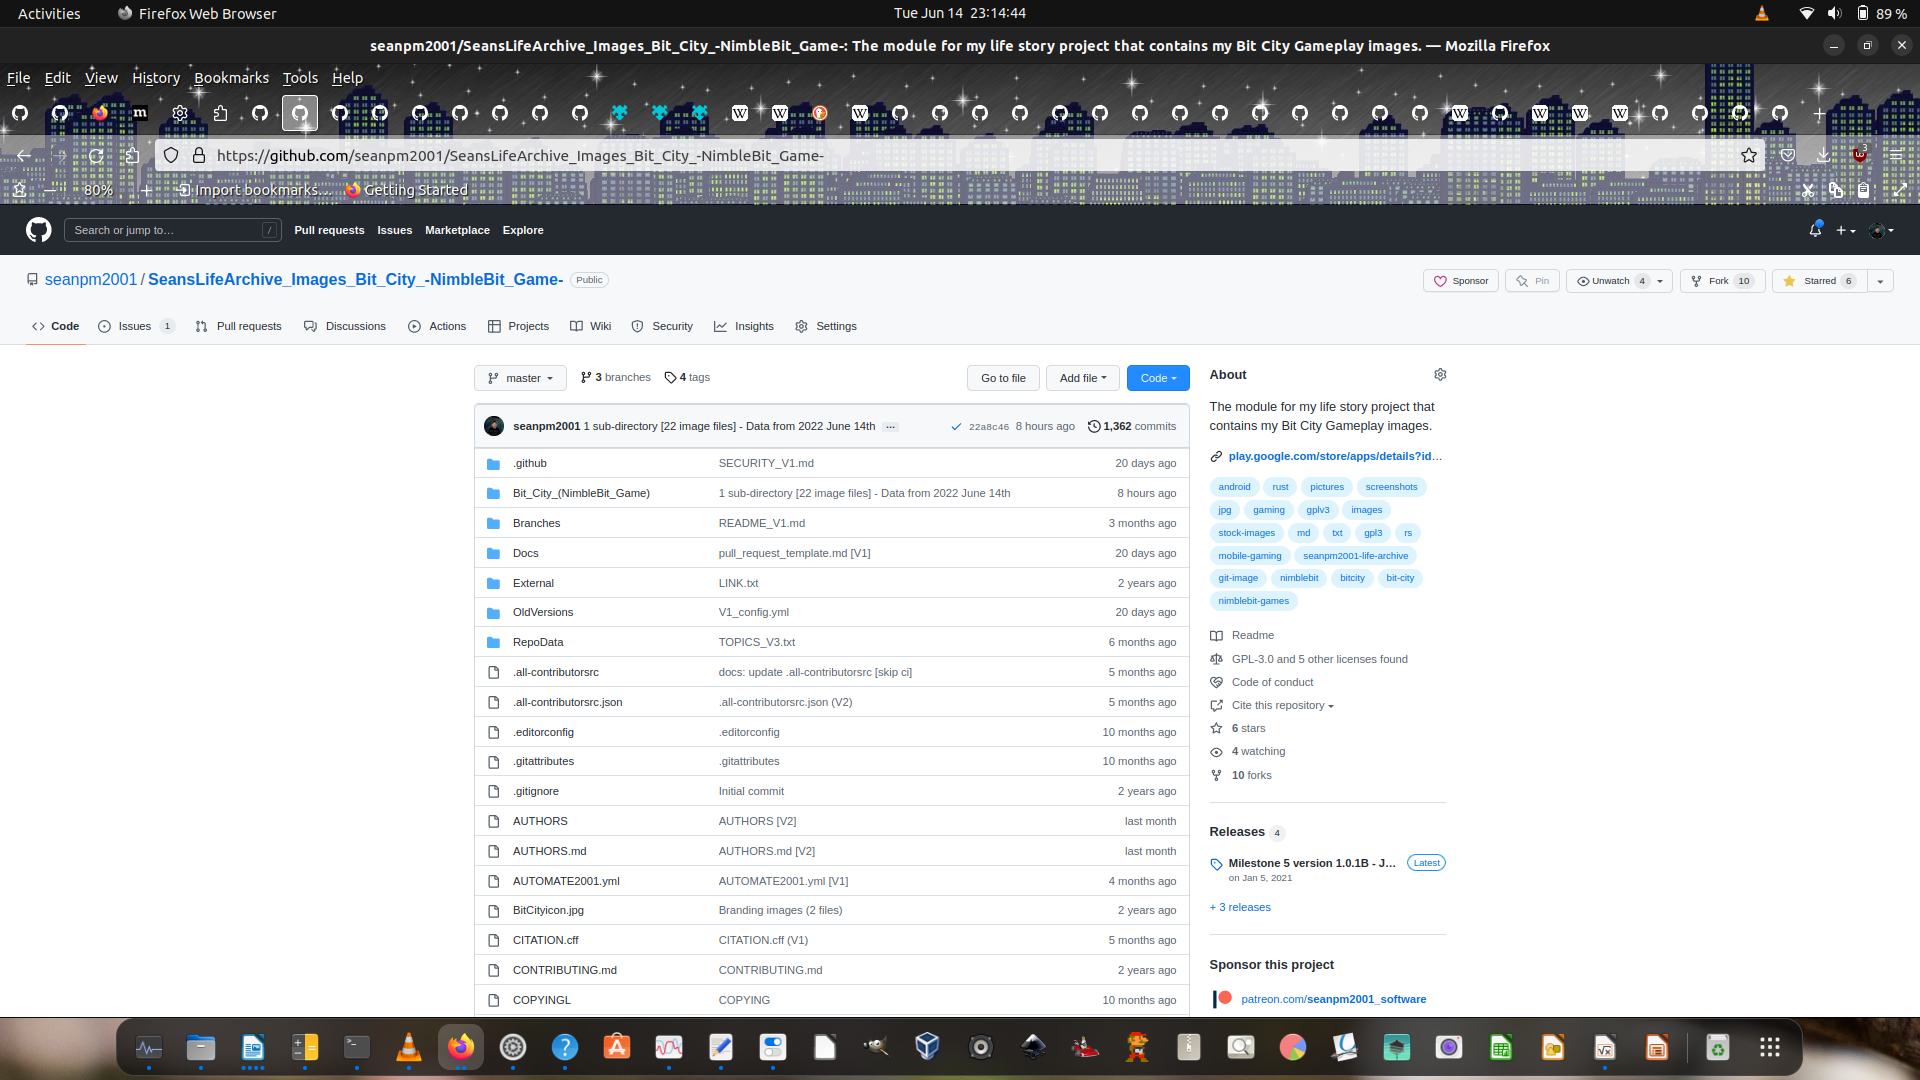 Activities Firefox Web Browser Tue Jun 14 23:14:44 89 %
seanpm2001/SeansLifeArchive_Images_Bit_City_-NimbleBit_Game-: The module for my life story project that contains my Bit City Gameplay images. — Mozilla Firefox
File Edit View History Bookmarks Tools Help
https://github.com/seanpm2001/SeansLifeArchive_Images_Bit_City_-NimbleBit_Game- 3
80% Import bookmarks... Getting Started
Search or jump to... / Pull requests Issues Marketplace Explore
seanpm2001 / SeansLifeArchive_Images_Bit_City_-NimbleBit_Game- Public Sponsor Pin Unwatch 4 Fork 10 Starred 6
Code Issues 1 Pull requests Discussions Actions Projects Wiki Security Insights Settings
master 3 branches 4 tags Go to file Add file Code
seanpm2001 1 sub-directory [22 image files] - Data from 2022 June 14th ... 22a8c46 8 hours ago 1,362 commits
.github SECURITY_V1.md 20 days ago
Bit_City_(NimbleBit_Game) 1 sub-directory [22 image files] - Data from 2022 June 14th 8 hours ago
Branches README_V1.md 3 months ago
Docs pull_request_template.md [V1] 20 days ago
External LINK.txt 2 years ago
OldVersions V1_config.yml 20 days ago
RepoData TOPICS_V3.txt 6 months ago
.all-contributorsrc docs: update .all-contributorsrc [skip ci] 5 months ago
.all-contributorsrc.json .all-contributorsrc.json (V2) 5 months ago
.editorconfig .editorconfig 10 months ago
.gitattributes .gitattributes 10 months ago
.gitignore Initial commit 2 years ago
AUTHORS AUTHORS [V2] last month
AUTHORS.md AUTHORS.md [V2] last month
AUTOMATE2001.yml AUTOMATE2001.yml [V1] 4 months ago
BitCityicon.jpg Branding images (2 files) 2 years ago
CITATION.cff CITATION.cff (V1) 5 months ago
CONTRIBUTING.md CONTRIBUTING.md 2 years ago
COPYINGL COPYING 10 months ago
About
The module for my life story project that
contains my Bit City Gameplay images.
play.google.com/store/apps/details?id...
android rust pictures screenshots
jpg gaming gplv3 images
stock-images md txt gpl3 rs
mobile-gaming seanpm2001-life-archive
git-image nimblebit bitcity bit-city
nimblebit-games
Readme
GPL-3.0 and 5 other licenses found
Code of conduct
Cite this repository
6 stars
4 watching
10 forks
Releases 4
Milestone 5 version 1.0.1B - J... Latest
on Jan 5, 2021
+ 3 releases
Sponsor this project
patreon.com/seanpm2001_software